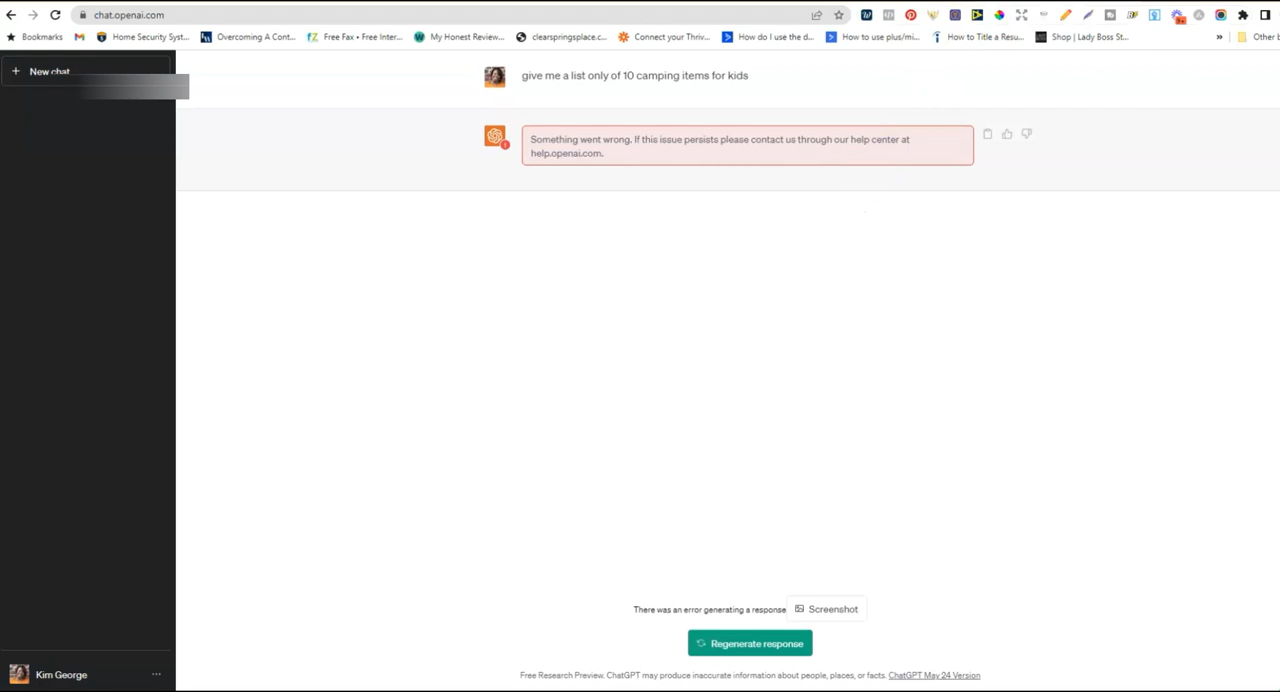 chat.openai.com
Bookmarks
Home Security Syst...
Overcoming A Cont...
Free Fax • Free Inter...
My Honest Review...
clearspringsplace.c...
Connect your Thriv...
How do I use the d...
How to use plus/mi...
How to Title a Resu...
Shop | Lady Boss St...
»
Other b
+ New chat
give me a list only of 10 camping items for kids
Something went wrong. If this issue persists please contact us through our help center at
help.openai.com.
There was an error generating a response
Screenshot
Regenerate response
Kim George
...
Free Research Preview. ChatGPT may produce inaccurate information about people, places, or facts. ChatGPT May 24 Version